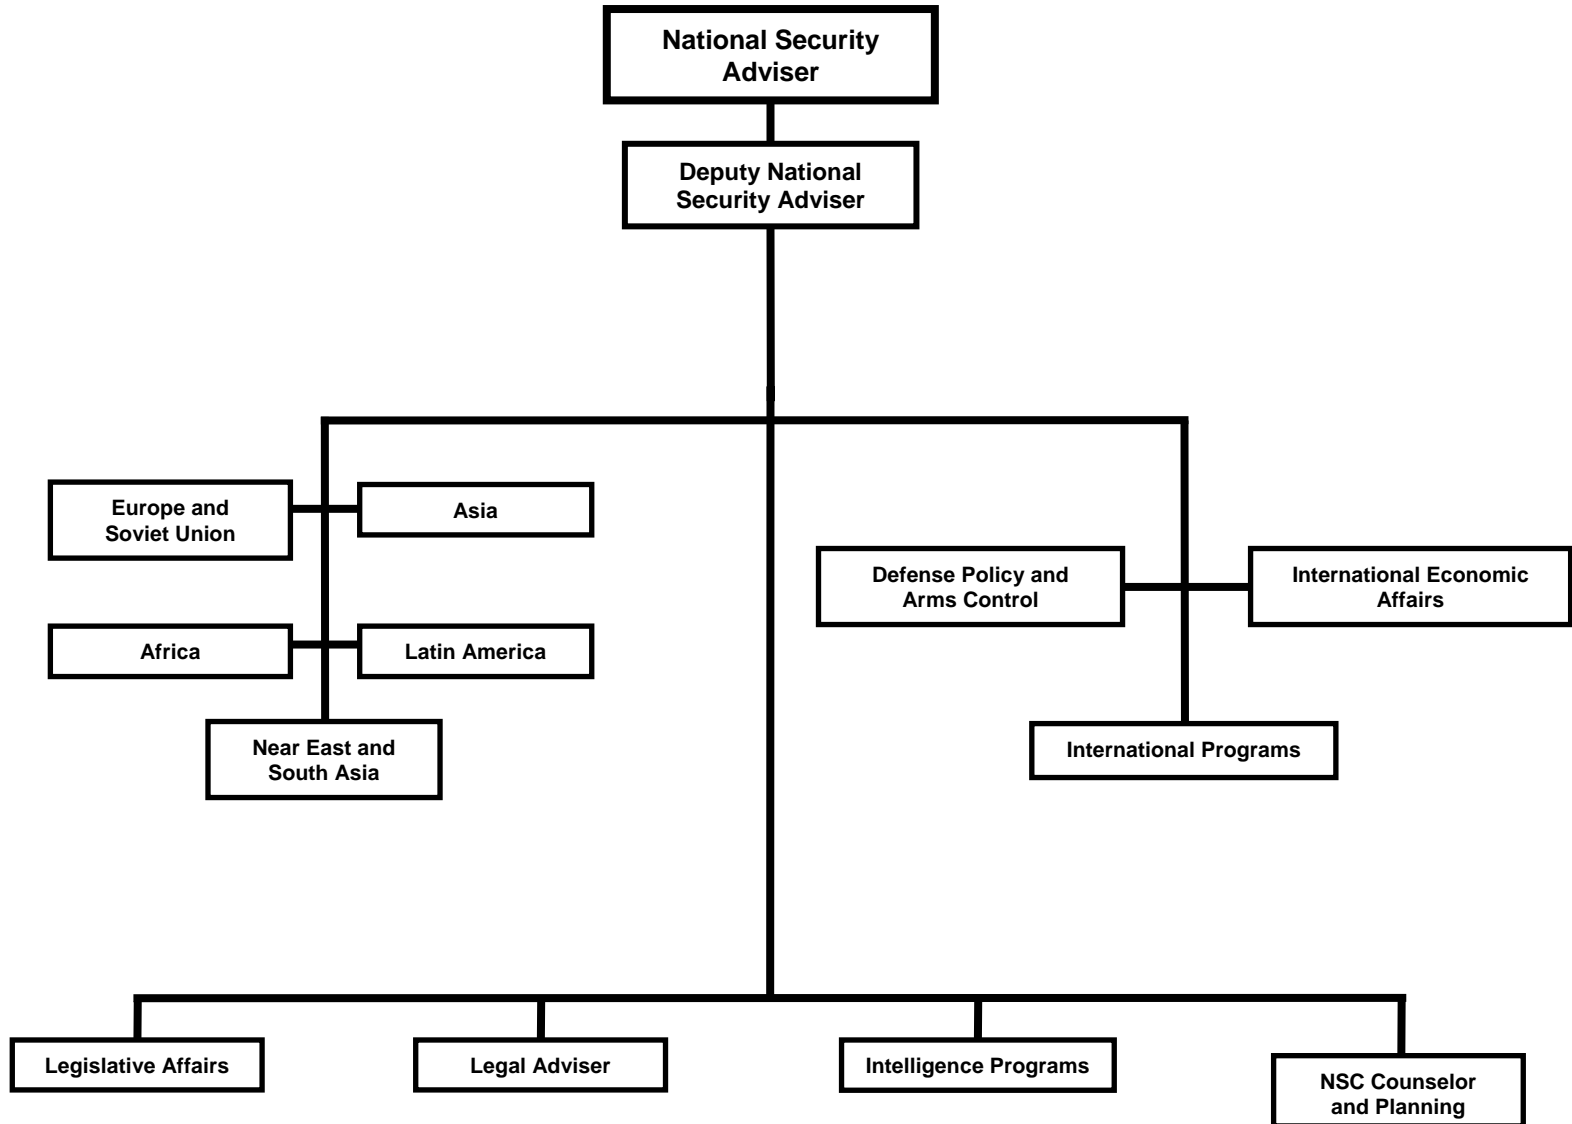 National Security
Adviser
Deputy National
Security Adviser
Europe and
Soviet Union
Asia
Africa
Latin America
Near East and
South Asia
Defense Policy and
Arms Control
International Economic
Affairs
International Programs
Legislative Affairs
Legal Adviser
Intelligence Programs
NSC Counselor
and Planning